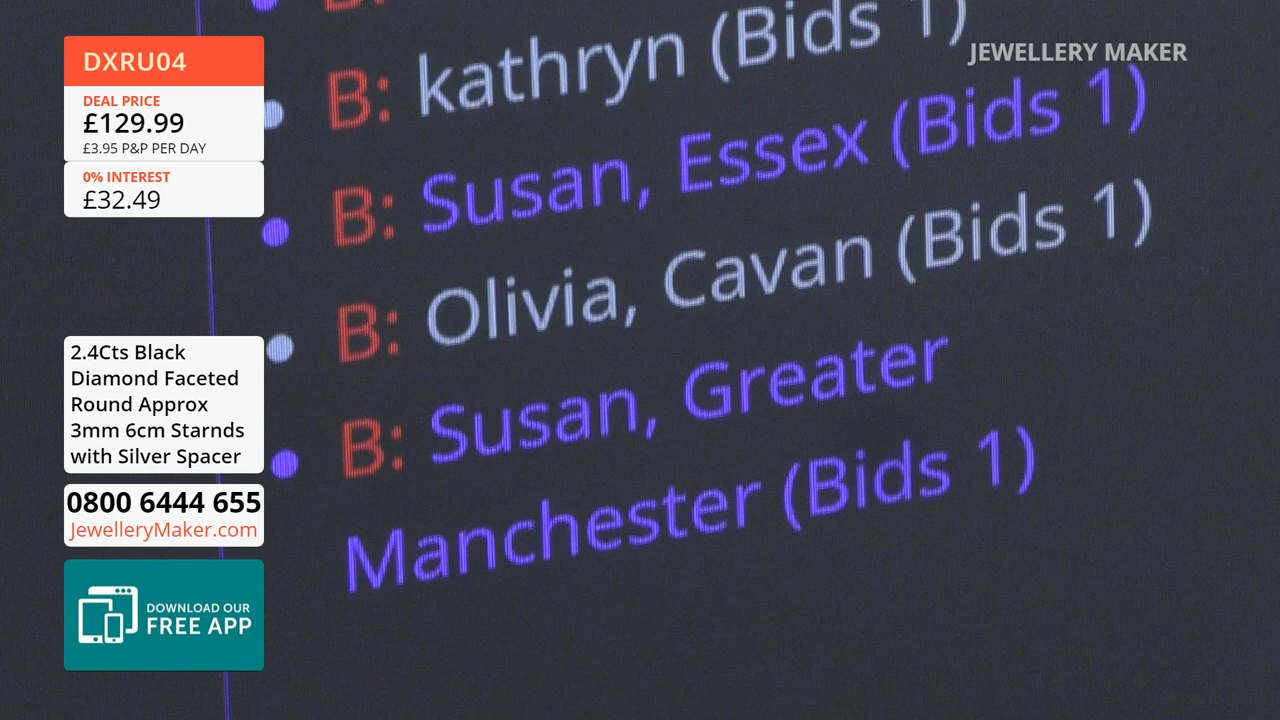 DXRU04
DEAL PRICE
£129.99
£3.95 P&P PER DAY
0% INTEREST
£32.49
2.4Cts Black
Diamond Faceted
Round Approx
3mm 6cm Starnds
with Silver Spacer
0800 6444 655
JewelleryMaker.com
DOWNLOAD OUR
FREE APP
JEWELLERY MAKER
B:
B: kathryn (Bids 1)
B: Susan, Essex (Bids 1)
B: Olivia, Cavan (Bids 1)
B: Susan, Greater
Manchester (Bids 1)